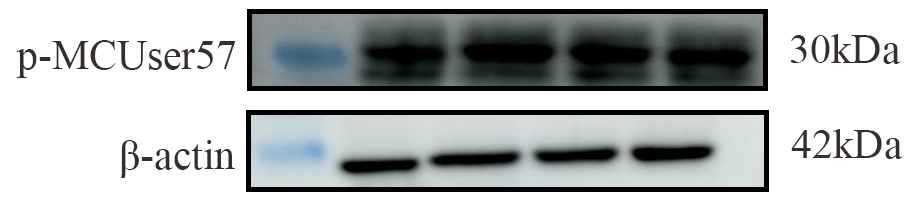 p-MCUser57 30kDa
β-actin 42kDa